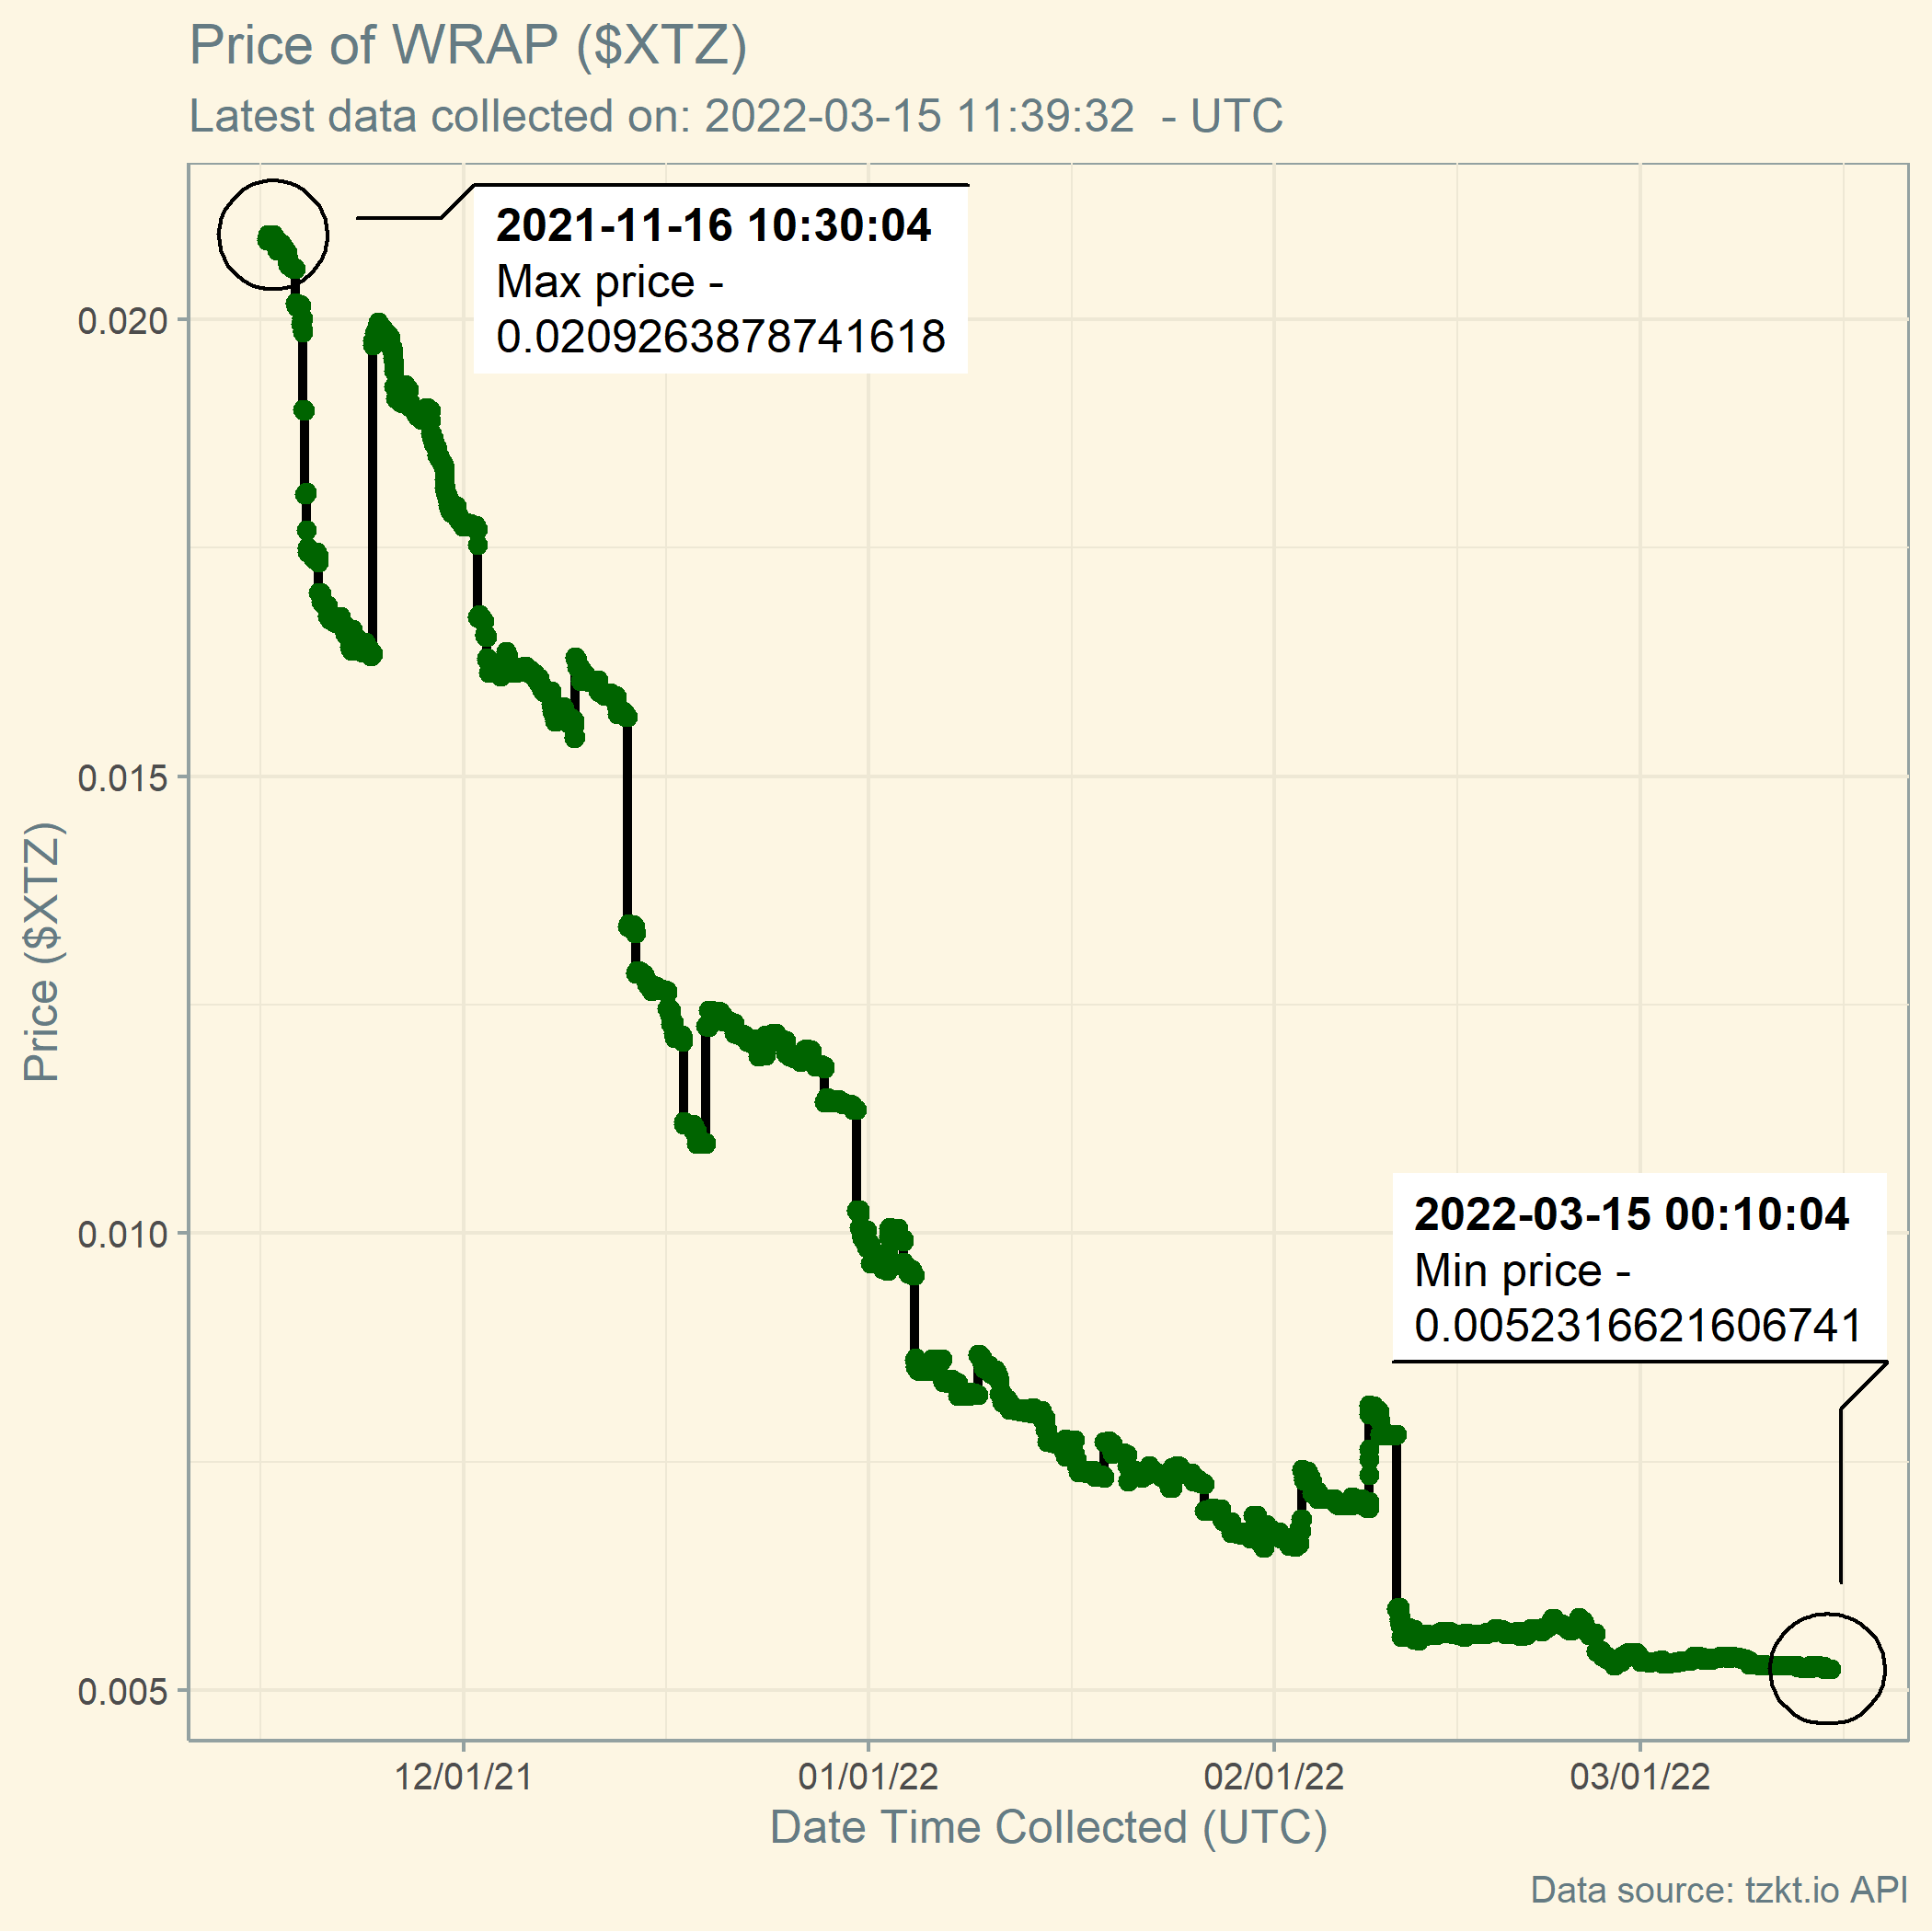 Price of WRAP ($XTZ)
Latest data collected on: 2022-03-15 11:39:32  - UTC
2021-11-16 10:30:04
Max price -
0.0209263878741618
0.020
0.015
0.010
0.005
Price ($XTZ)
2022-03-15 00:10:04
Min price -
0.00523166216067​41
12/01/21
01/01/22
02/01/22
03/01/22
Date Time Collected (UTC)
Data source: tzkt.io API